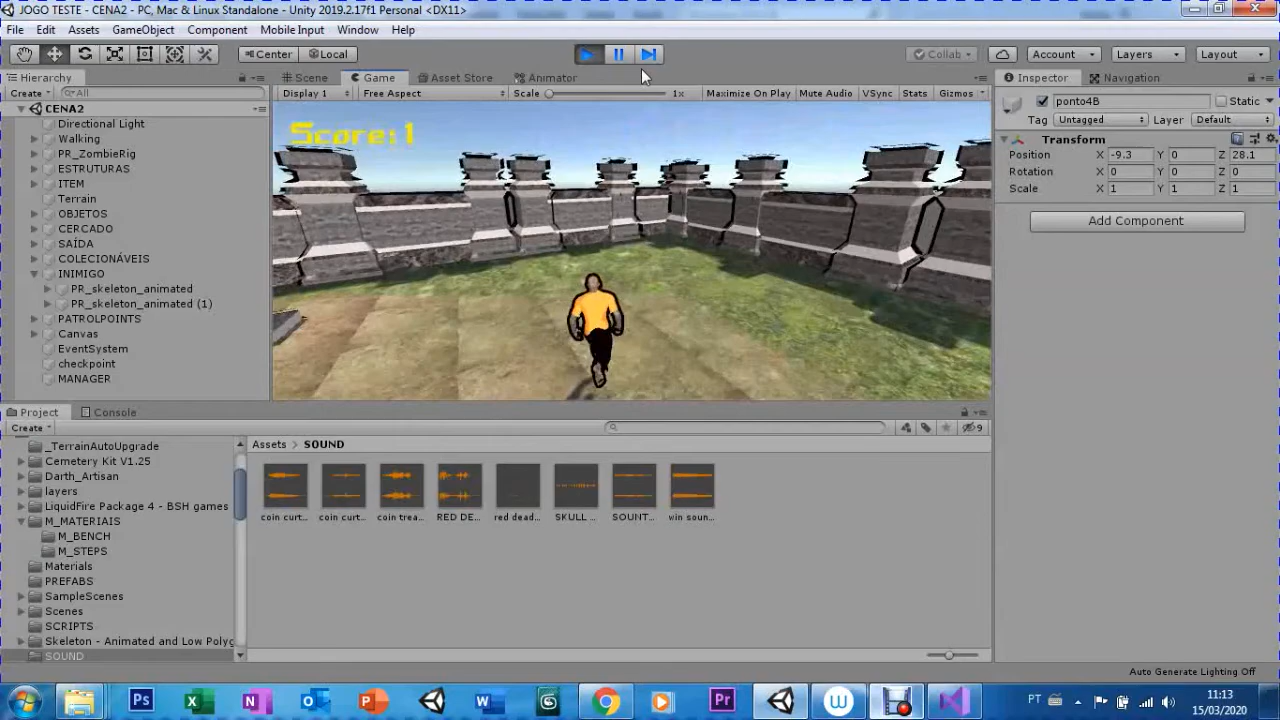 JOGO TESTE - CENA2 - PC, Mac & Linux Standalone - Unity 2019.2.17f1 Personal <DX11>
File Edit Assets GameObject Component Mobile Input Window Help
Center Local Collab Account Layers Layout
Hierarchy Scene Game Asset Store Animator Inspector Navigation
Create All Display 1 Free Aspect Scale 1x Maximize On Play Mute Audio VSync Stats Gizmos
ponto4B Static
Tag Untagged Layer Default
Transform
Position X -9.3 Y 0 Z 28.1
Rotation X 0 Y 0 Z 0
Scale X 1 Y 1 Z 1
Add Component
CENA2
Directional Light
Walking
PR_ZombieRig
ESTRUTURAS
ITEM
Terrain
OBJETOS
CERCADO
SAÍDA
COLECIONÁVEIS
INIMIGO
PR_skeleton_animated
PR_skeleton_animated (1)
PATROLPOINTS
Canvas
EventSystem
checkpoint
MANAGER
Score:1
Project Console
Create 9
_TerrainAutoUpgrade
Cemetery Kit V1.25
Darth_Artisan
layers
LiquidFire Package 4 - BSH games
M_MATERIAIS
M_BENCH
M_STEPS
Materials
PREFABS
SampleScenes
Scenes
SCRIPTS
Skeleton - Animated and Low Polyg
SOUND
Assets SOUND
coin curt... coin curt... coin trea... RED DE... red dead... SKULL ... SOUNT... win soun...
Auto Generate Lighting Off
Ps N W Pr W
PT 11:13
15/03/2020